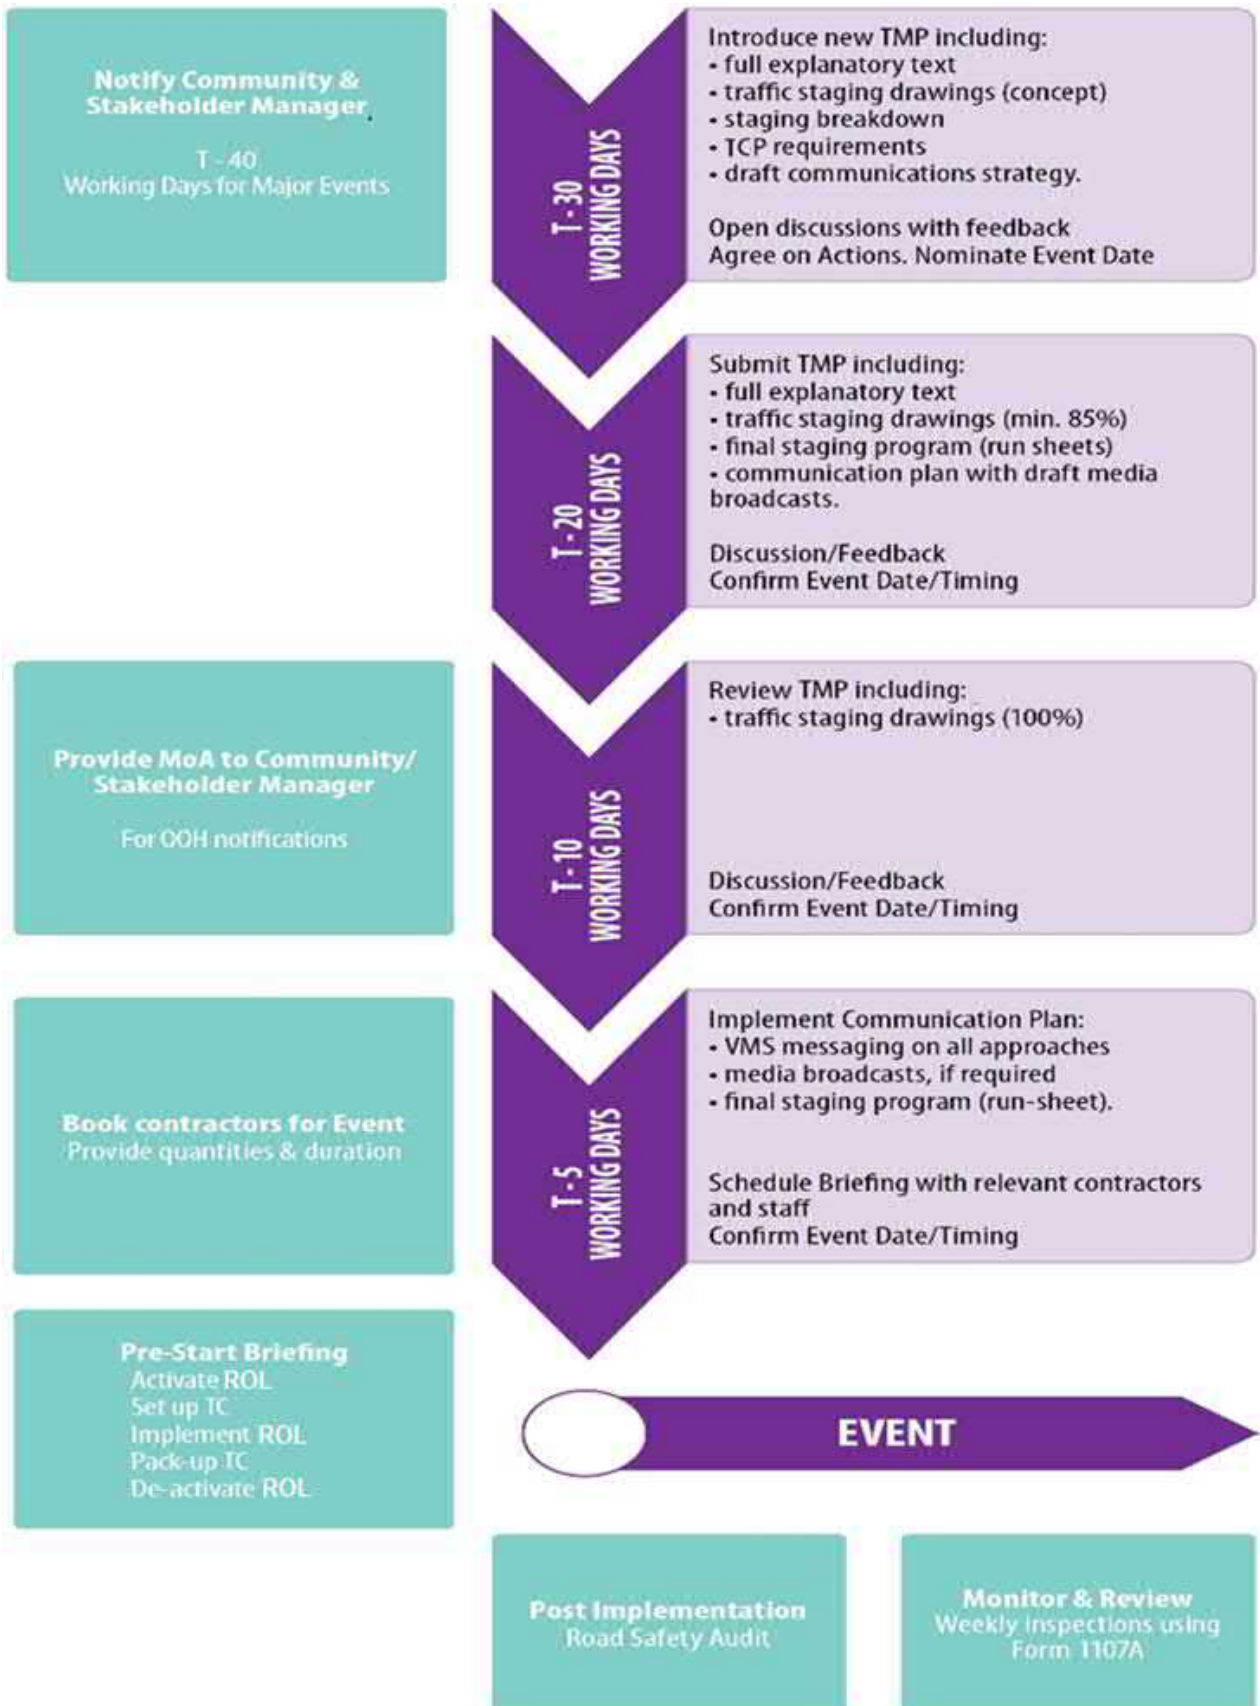 Notify Community &
Stakeholder Manager.
T - 40
Working Days for Major Events
T - 30
WORKING DAYS
Introduce new TMP including:
• full explanatory text
• traffic staging drawings (concept)
• staging breakdown
• TCP requirements
• draft communications strategy.
Open discussions with feedback
Agree on Actions. Nominate Event Date
T - 20
WORKING DAYS
Submit TMP including:
• full explanatory text
• traffic staging drawings (min. 85%)
• final staging program (run sheets)
• communication plan with draft media
broadcasts.
Discussion/Feedback
Confirm Event Date/Timing
Provide MoA to Community/
Stakeholder Manager
For OOH notifications
T - 10
WORKING DAYS
Review TMP including:
• traffic staging drawings (100%)
Discussion/Feedback
Confirm Event Date/Timing
Book contractors for Event
Provide quantities & duration
T - 5
WORKING DAYS
Implement Communication Plan:
• VMS messaging on all approaches
• media broadcasts, if required
• final staging program (run-sheet).
Schedule Briefing with relevant contractors
and staff
Confirm Event Date/Timing
Pre-Start Briefing
Activate ROL
Set up TC
Implement ROL
Pack-up TC
De-activate ROL
EVENT
Post Implementation
Road Safety Audit
Monitor & Review
Weekly Inspections using
Form 1107A